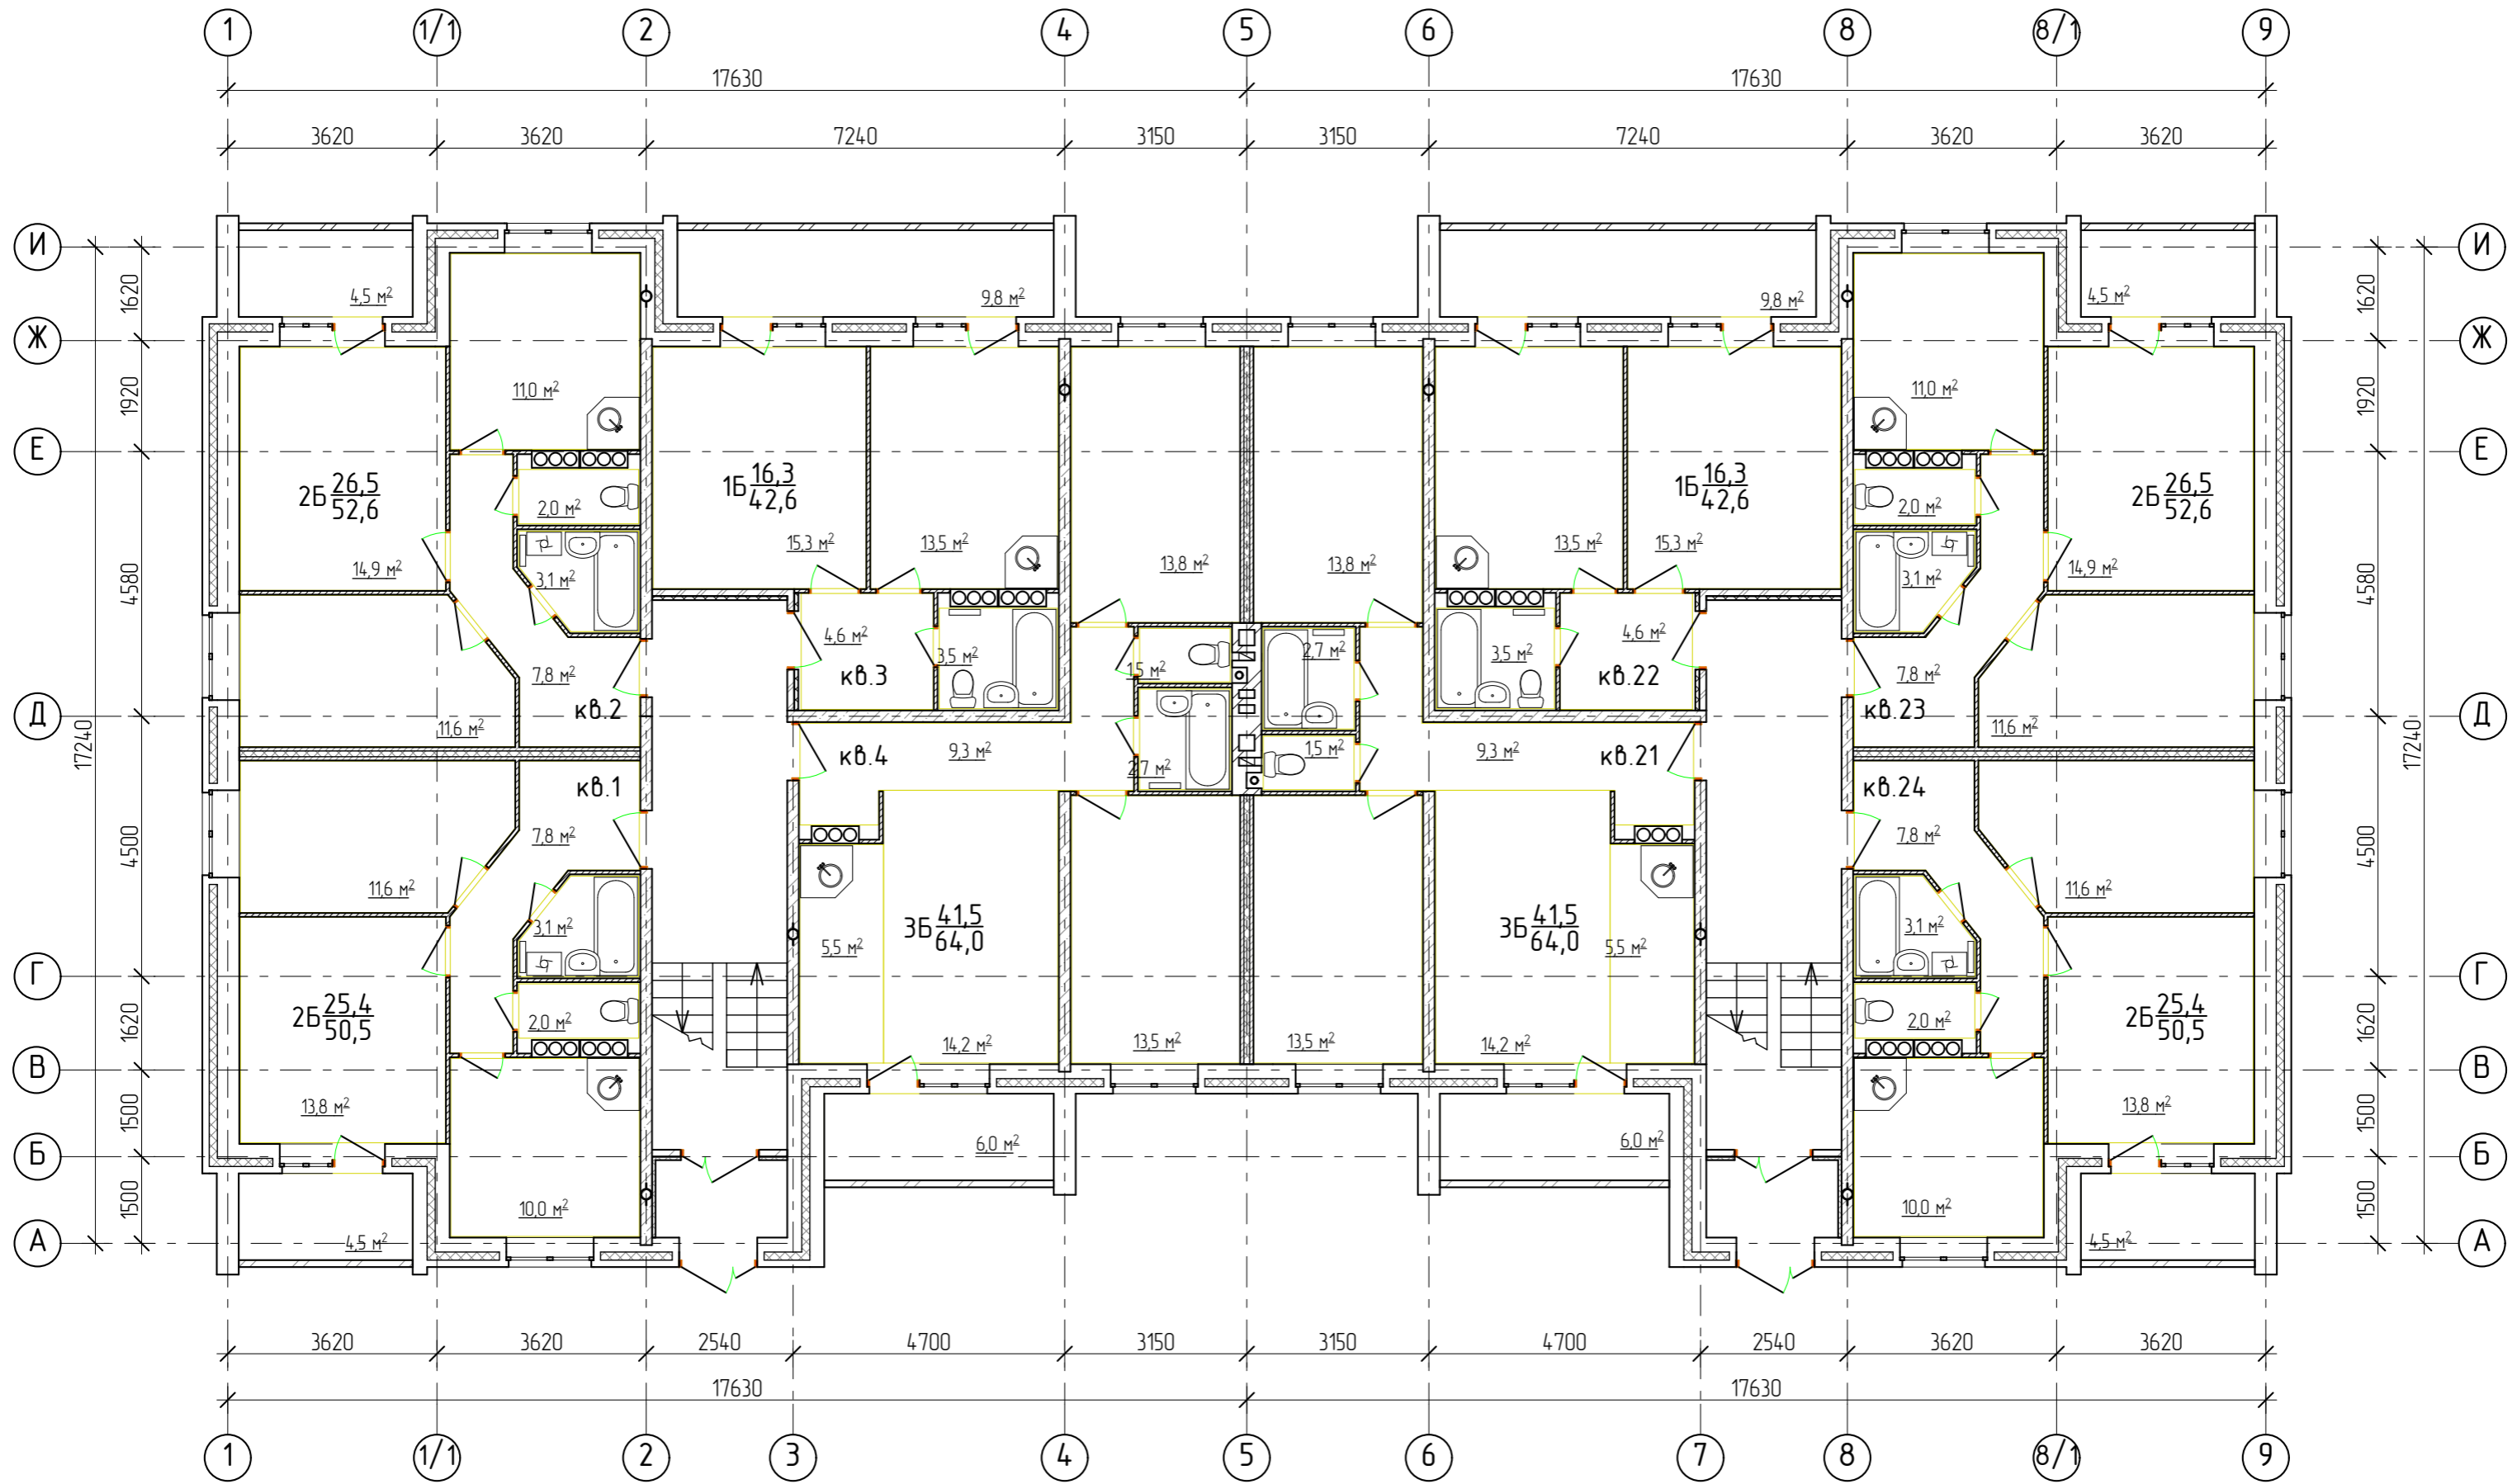 1 1/1 2 4 5 6 8 8/1 9
17630 17630
3620 3620 7240 3150 3150 7240 3620 3620
И И
1620 4,5 м² 9,8 м² 9,8 м² 4,5 м² 1620
Ж Ж
1920 11,0 м² 11,0 м² 1920
Е Е
2Б 26,5 1Б 16,3 1Б 16,3 2Б 26,5
52,6 42,6 42,6 52,6
2,0 м² 2,0 м²
15,3 м² 13,5 м² 13,5 м² 15,3 м²
4580 14,9 м² 3,1 м² 13,8 м² 13,8 м² 3,1 м² 14,9 м² 4580
4,6 м² 3,5 м² 1,5 м² 2,7 м² 3,5 м² 4,6 м²
7,8 м² кв.3 кв.22 7,8 м²
кв.2 кв.23
Д 11,6 м² 11,6 м² Д
17240 кв.4 9,3 м² 2,7 м² 1,5 м² 9,3 м² кв.21 17240
кв.1 кв.24
4500 7,8 м² 7,8 м² 4500
11,6 м² 11,6 м²
3,1 м² 5,5 м² 3Б 41,5 3Б 41,5 5,5 м² 3,1 м²
64,0 64,0
Г Г
2Б 25,4 2Б 25,4
50,5 50,5
1620 2,0 м² 14,2 м² 13,5 м² 13,5 м² 14,2 м² 2,0 м² 1620
В В
1500 13,8 м² 13,8 м² 1500
6,0 м² 6,0 м²
Б Б
1500 10,0 м² 10,0 м² 1500
А 4,5 м² 4,5 м² А
3620 3620 2540 4700 3150 3150 4700 2540 3620 3620
17630 17630
1 1/1 2 3 4 5 6 7 8 8/1 9